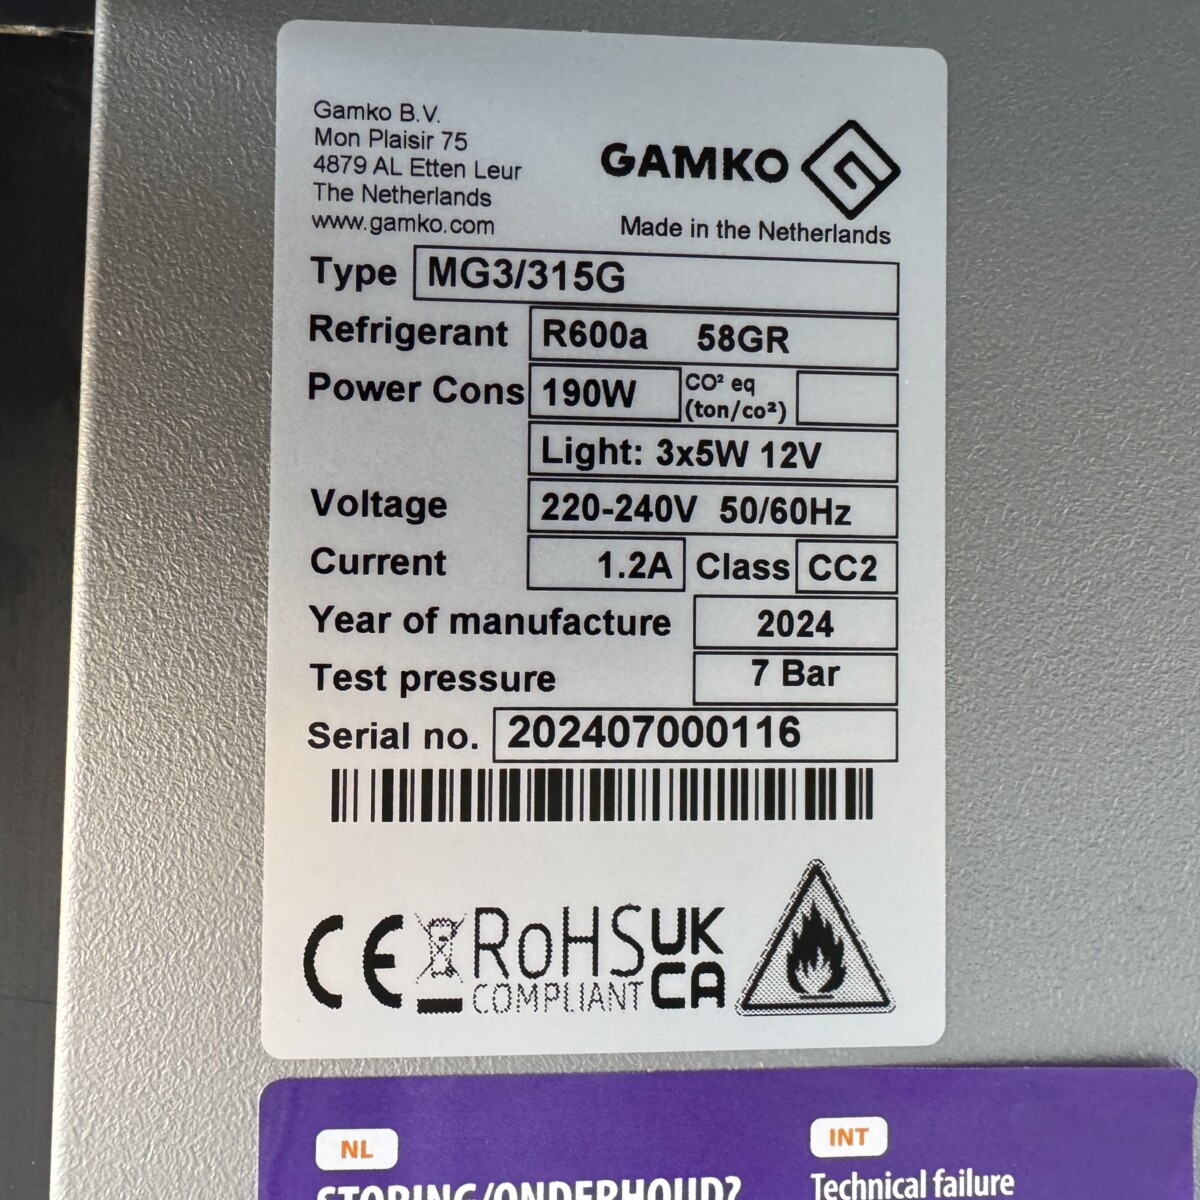 Gamko B.V.
Mon Plaisir 75
4879 AL Etten Leur
The Netherlands
www.gamko.com
GAMKO
Made in the Netherlands
Type MG3/315G
Refrigerant R600a 58GR
Power Cons 190W CO² eq (ton/co²)
Light: 3x5W 12V
Voltage 220-240V 50/60Hz
Current 1.2A Class CC2
Year of manufacture 2024
Test pressure 7 Bar
Serial no. 202407000116
CE RoHS COMPLIANT UK CA
NL
STORING/ONDERHOUD?
INT
Technical failure